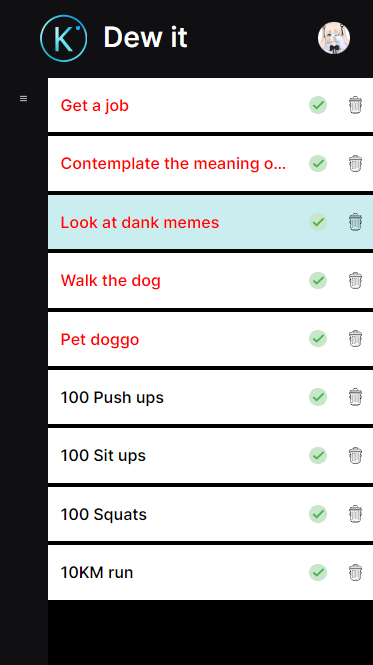 K
Dew it
Get a job
Contemplate the meaning o...
Look at dank memes
Walk the dog
Pet doggo
100 Push ups
100 Sit ups
100 Squats
10KM run